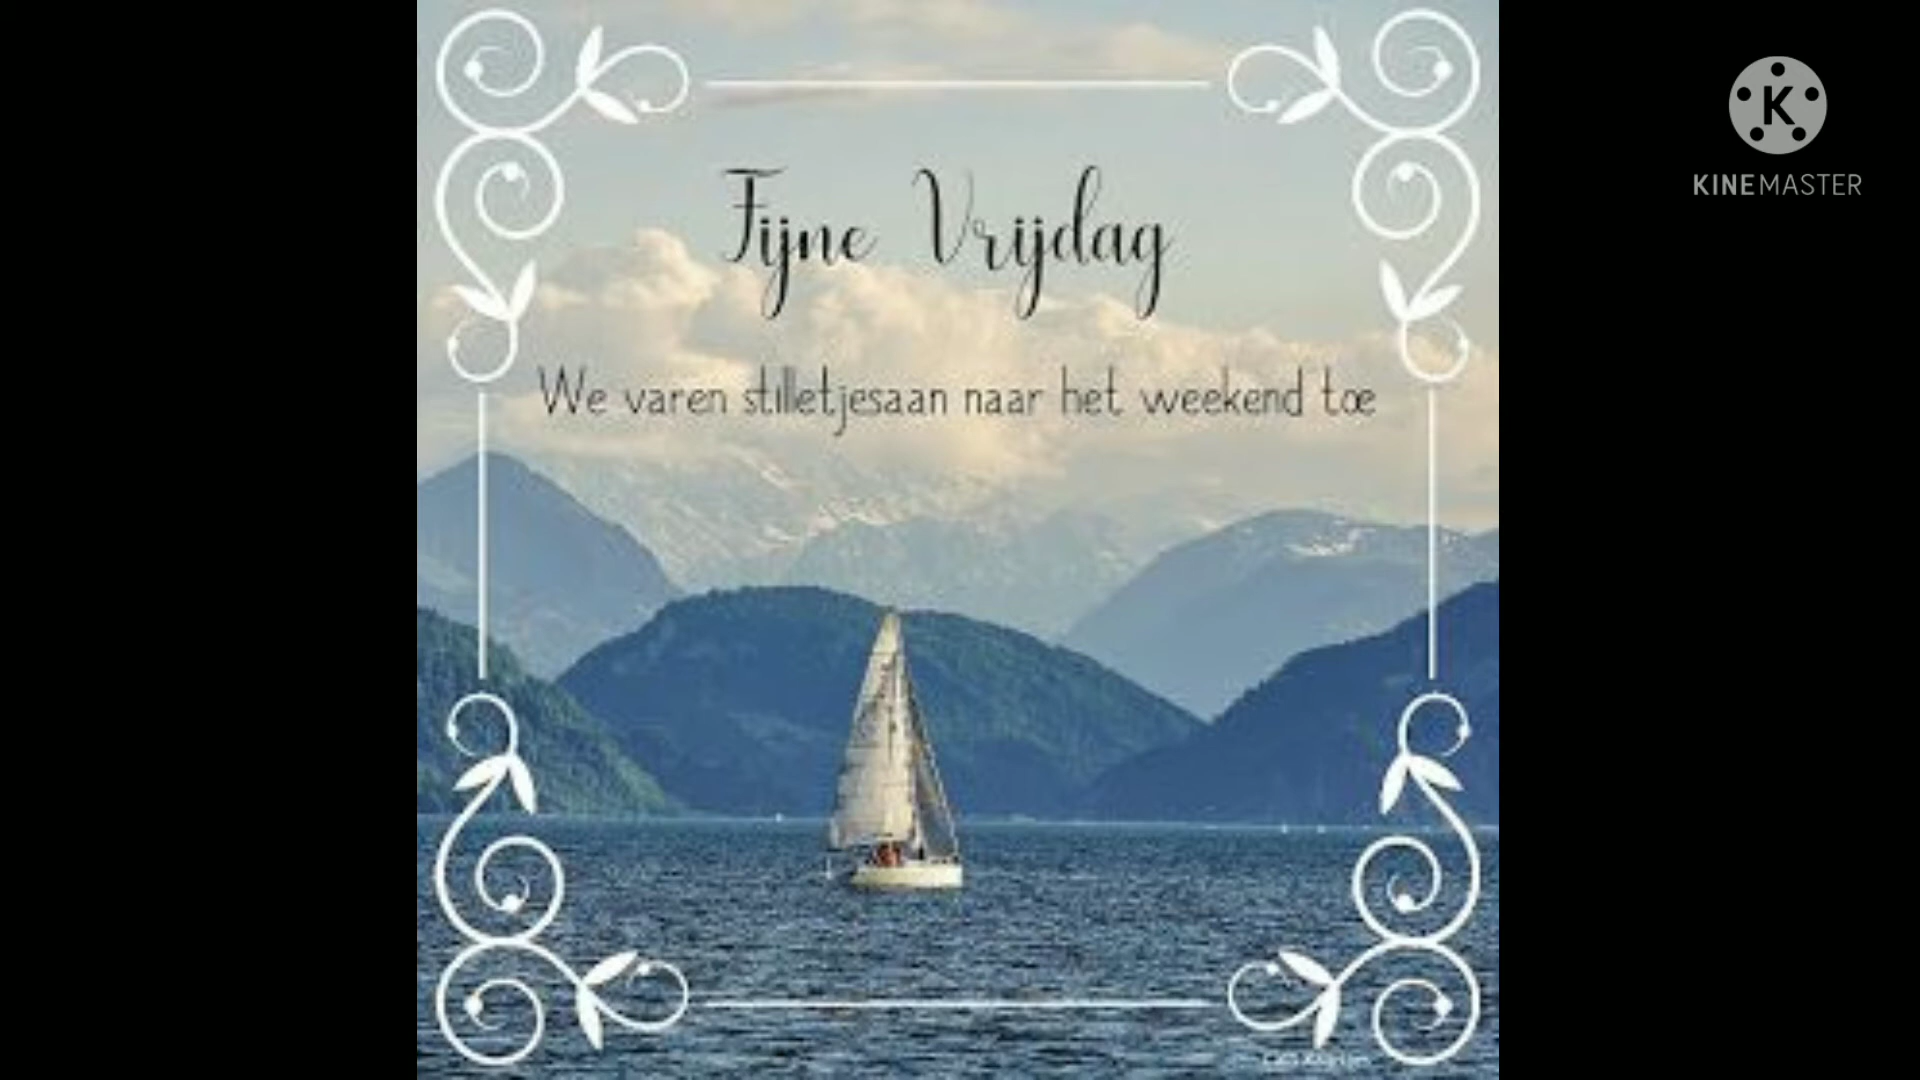 K
KINEMASTER
Fijne Vrijdag
We varen stilletjesaan naar het weekend toe